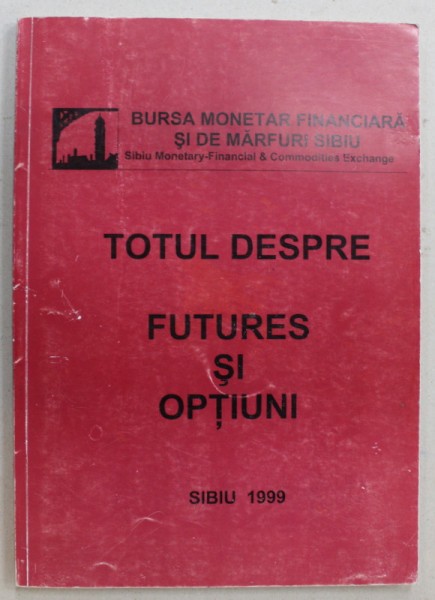 BURSA MONETAR FINANCIARĂ
ŞI DE MĂRFURI SIBIU
Sibiu Monetary-Financial & Commodities Exchange
TOTUL DESPRE
FUTURES
ŞI
OPŢIUNI
SIBIU 1999